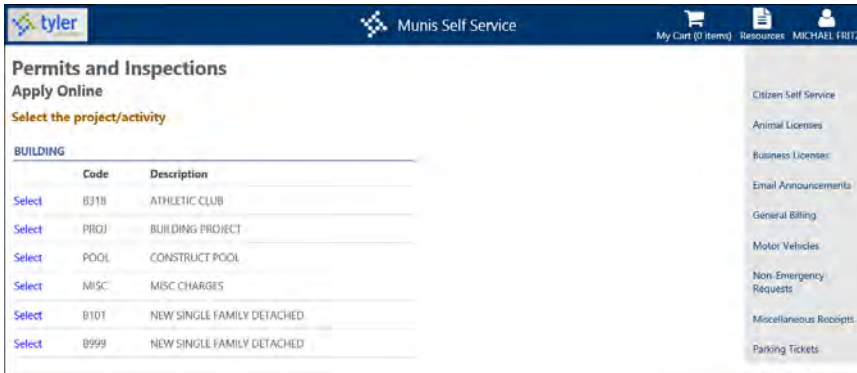 tyler
Munis Self Service
My Cart (0 items) Resources MICHAEL FRITZ
Permits and Inspections
Apply Online
Select the project/activity
BUILDING
Code Description
Select B318 ATHLETIC CLUB
Select PROJ BUILDING PROJECT
Select POOL CONSTRUCT POOL
Select MISC MISC CHARGES
Select B101 NEW SINGLE FAMILY DETACHED
Select B999 NEW SINGLE FAMILY DETACHED
Citizen Self Service
Animal Licenses
Business Licenses
Email Announcements
General Billing
Motor Vehicles
Non-Emergency
Requests
Miscellaneous Receipts
Parking Tickets